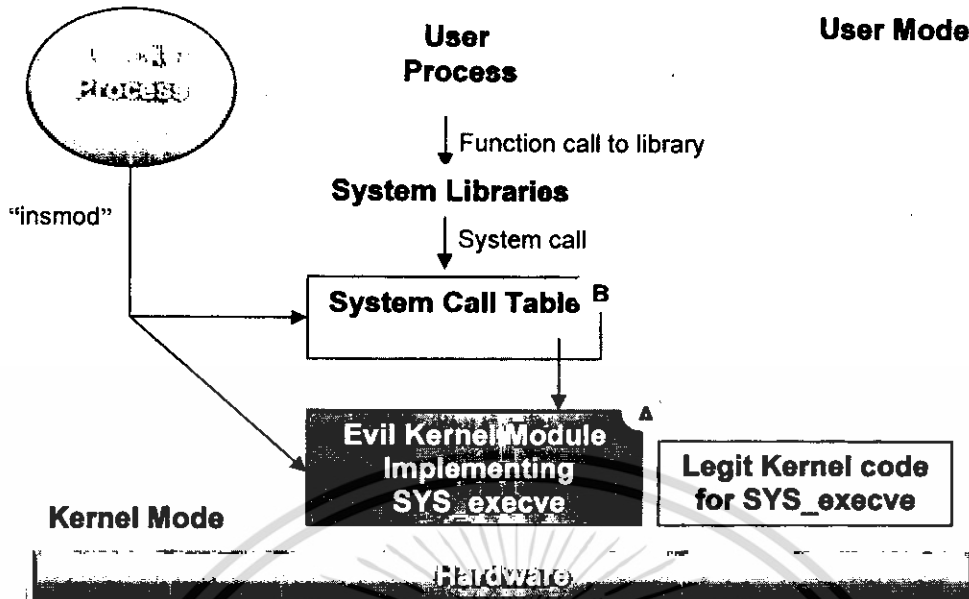 User Mode
User
Process
Process
Function call to library
System Libraries
"insmod"
System call
System Call Table
B
A
Evil Kernel Module
Implementing
SYS_execve
Legit Kernel code
for SYS_execve
Kernel Mode
Hardware